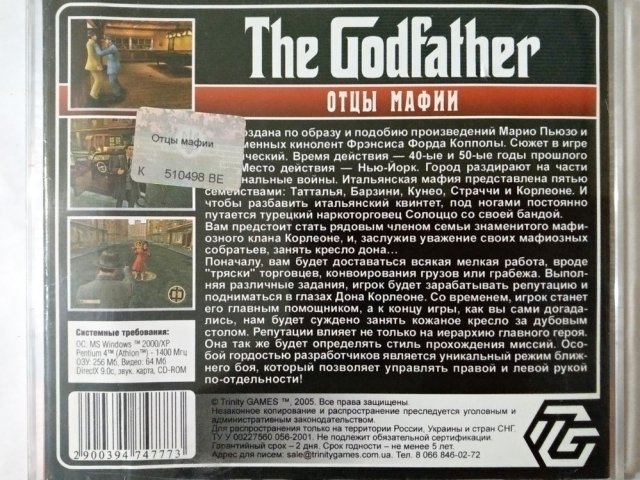 The Godfather
ОТЦЫ МАФИИ
Отцы мафии
К 510498 ВЕ
оздана по образу и подобию произведений Марио Пьюзо и
менных кинолент Фрэнсиса Форда Копполы. Сюжет в игре
ический. Время действия — 40-ые и 50-ые годы прошлого
Место действия — Нью-Йорк. Город раздирают на части
нальные войны. Итальянская мафия представлена пятью
семействами: Татталья, Барзини, Кунео, Страччи и Корлеоне. И
чтобы разбавить итальянский квинтет, под ногами постоянно
путается турецкий наркоторговец Солоццо со своей бандой.
Вам предстоит стать рядовым членом семьи знаменитого мафи-
озного клана Корлеоне, и, заслужив уважение своих мафиозных
собратьев, занять кресло дона...
Поначалу, вам будет доставаться всякая мелкая работа, вроде
"тряски" торговцев, конвоирования грузов или грабежа. Выпол-
няя различные задания, игрок будет зарабатывать репутацию и
подниматься в глазах Дона Корлеоне. Со временем, игрок станет
его главным помощником, а к концу игры, как вы сами догада-
лись, нам будет суждено занять кожаное кресло за дубовым
столом. Репутации влияет не только на иерархию главного героя.
Она так же будет определять стиль прохождения миссий. Осо-
бой гордостью разработчиков является уникальный режим ближ-
него боя, который позволяет управлять правой и левой рукой
по-отдельности!
Системные требования:
ОС: MS Windows ™ 2000/XP
Pentium 4™ (Athlon™) - 1400 Мгц
ОЗУ: 256 Мб, Видео: 64 Мб
DirectX 9.0c, зву. карта, CD-ROM
© Trinity GAMES ™, 2005. Все права защищены.
Незаконное копирование и распространение преследуется уголовным и
административным законодательством.
Для распространения только на территории России, Украины и стран СНГ.
ТУ У 00227560.056-2001. Не подлежит обязательной сертификации.
Гарантийный срок – 2 дня. Срок годности – не менее 5 лет.
Адрес для писем: sale@trinitygames.com.ua Тел. 8 066 846-02-72
2900394747773
TG